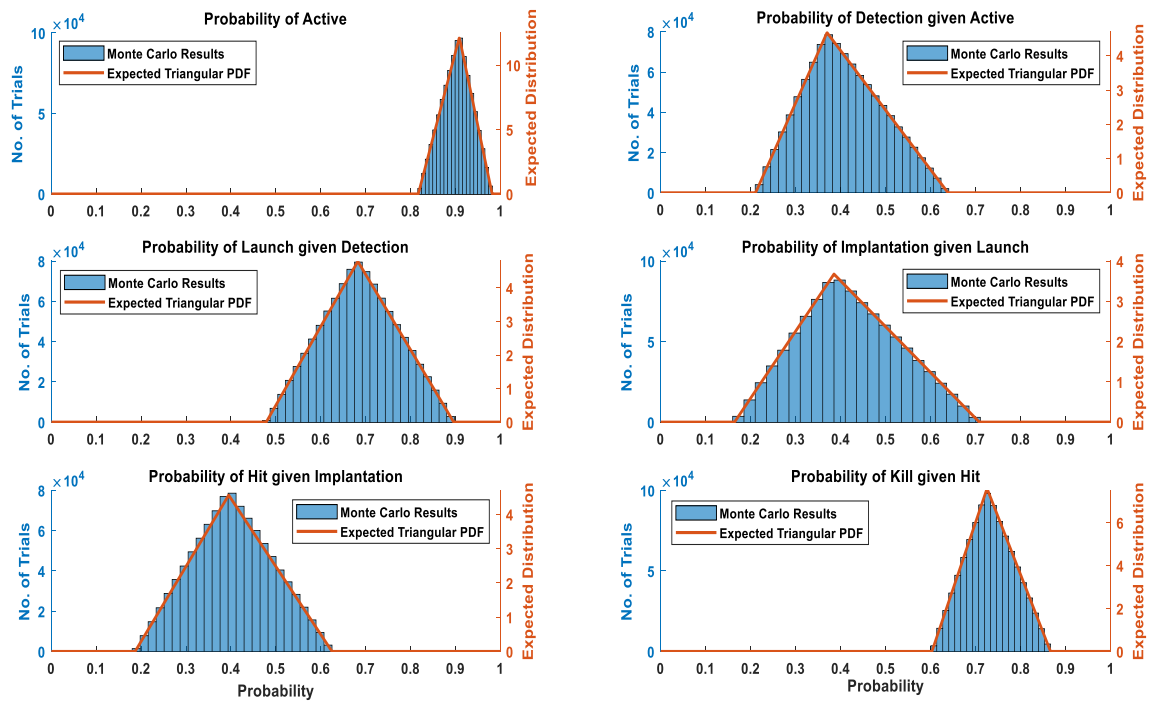 Probability of Active
×10^4
10
5
0
10
5
0
No. of Trials
Expected Distribution
Monte Carlo Results
Expected Triangular PDF
0 0.1 0.2 0.3 0.4 0.5 0.6 0.7 0.8 0.9 1
Probability of Detection given Active
×10^4
8
6
4
2
0
4
3
2
1
0
No. of Trials
Expected Distribution
Monte Carlo Results
Expected Triangular PDF
0 0.1 0.2 0.3 0.4 0.5 0.6 0.7 0.8 0.9 1
Probability of Launch given Detection
×10^4
8
6
4
2
0
4
3
2
1
0
No. of Trials
Expected Distribution
Monte Carlo Results
Expected Triangular PDF
0 0.1 0.2 0.3 0.4 0.5 0.6 0.7 0.8 0.9 1
Probability of Implantation given Launch
×10^4
10
5
0
4
3
2
1
0
No. of Trials
Expected Distribution
Monte Carlo Results
Expected Triangular PDF
0 0.1 0.2 0.3 0.4 0.5 0.6 0.7 0.8 0.9 1
Probability of Hit given Implantation
×10^4
8
6
4
2
0
4
3
2
1
0
No. of Trials
Expected Distribution
Monte Carlo Results
Expected Triangular PDF
0 0.1 0.2 0.3 0.4 0.5 0.6 0.7 0.8 0.9 1
Probability
Probability of Kill given Hit
×10^4
10
5
0
6
4
2
0
No. of Trials
Expected Distribution
Monte Carlo Results
Expected Triangular PDF
0 0.1 0.2 0.3 0.4 0.5 0.6 0.7 0.8 0.9 1
Probability